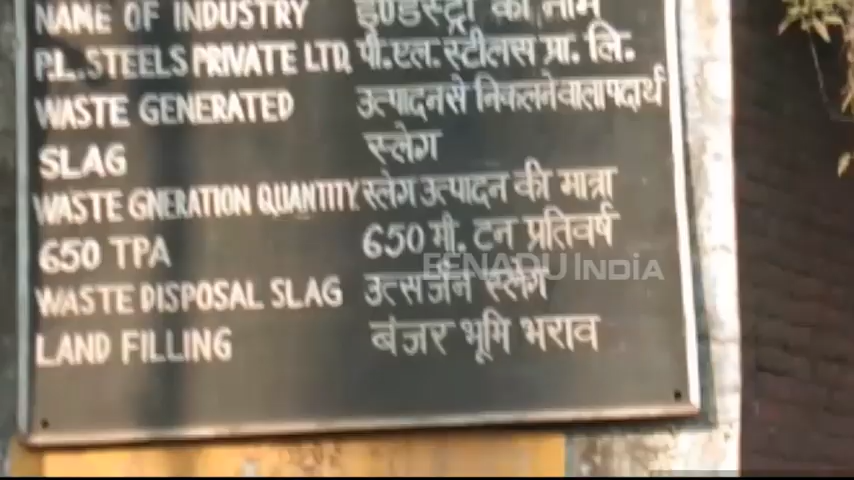 NAME OF INDUSTRY इण्डस्ट्री का नाम
P.L.STEELS PRIVATE LTD. पी.एल.स्टीलस प्रा. लि.
WASTE GENERATED उत्पादन से निकलने वाला पदार्थ
SLAG स्लेग
WASTE GNERATION QUANTITY. स्लेग उत्पादन की मात्रा
650 TPA 650 मी. टन प्रतिवर्ष
BENADU INDIA
WASTE DISPOSAL SLAG उत्सर्जन स्लेग
LAND FILLING बंजर भूमि भराव